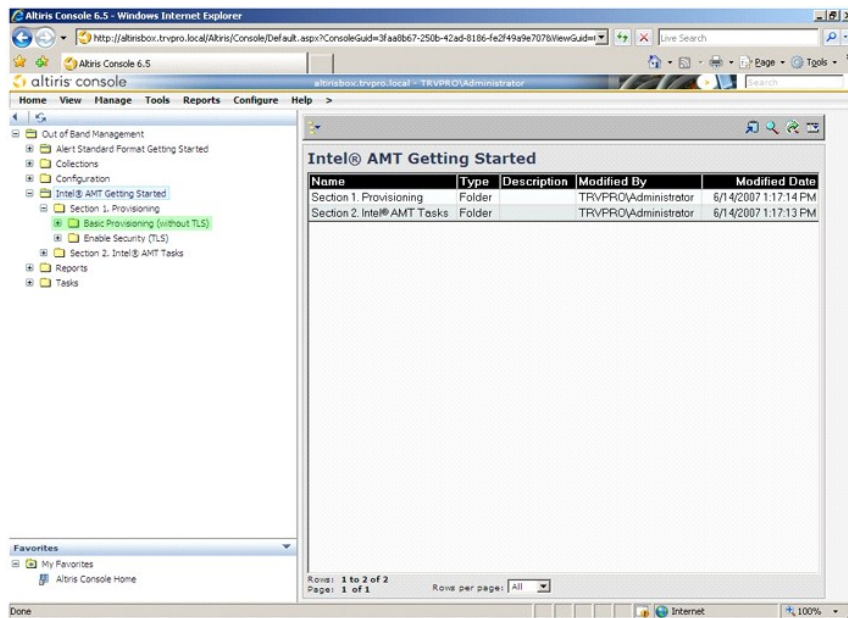 Altiris Console 6.5 - Windows Internet Explorer
http://altirisbox.trvpro.local/Altiris/Console/Default.aspx?ConsoleGuid=3faa8b67-250b-42ad-8186-fe2f49a9e707&ViewGuid=
Live Search
Altiris Console 6.5
Page
Tools
altiris console
altirisbox.trvpro.local - TRVPRO\Administrator
Search
Home View Manage Tools Reports Configure Help >
Out of Band Management
Alert Standard Format Getting Started
Collections
Configuration
Intel® AMT Getting Started
Section 1. Provisioning
Basic Provisioning (without TLS)
Enable Security (TLS)
Section 2. Intel® AMT Tasks
Reports
Tasks
Intel® AMT Getting Started
Name Type Description Modified By Modified Date
Section 1. Provisioning Folder TRVPRO\Administrator 6/14/2007 1:17:14 PM
Section 2. Intel® AMT Tasks Folder TRVPRO\Administrator 6/14/2007 1:17:13 PM
Favorites
My Favorites
Altiris Console Home
Rows: 1 to 2 of 2
Page: 1 of 1
Rows per page: All
Done
Internet
100%